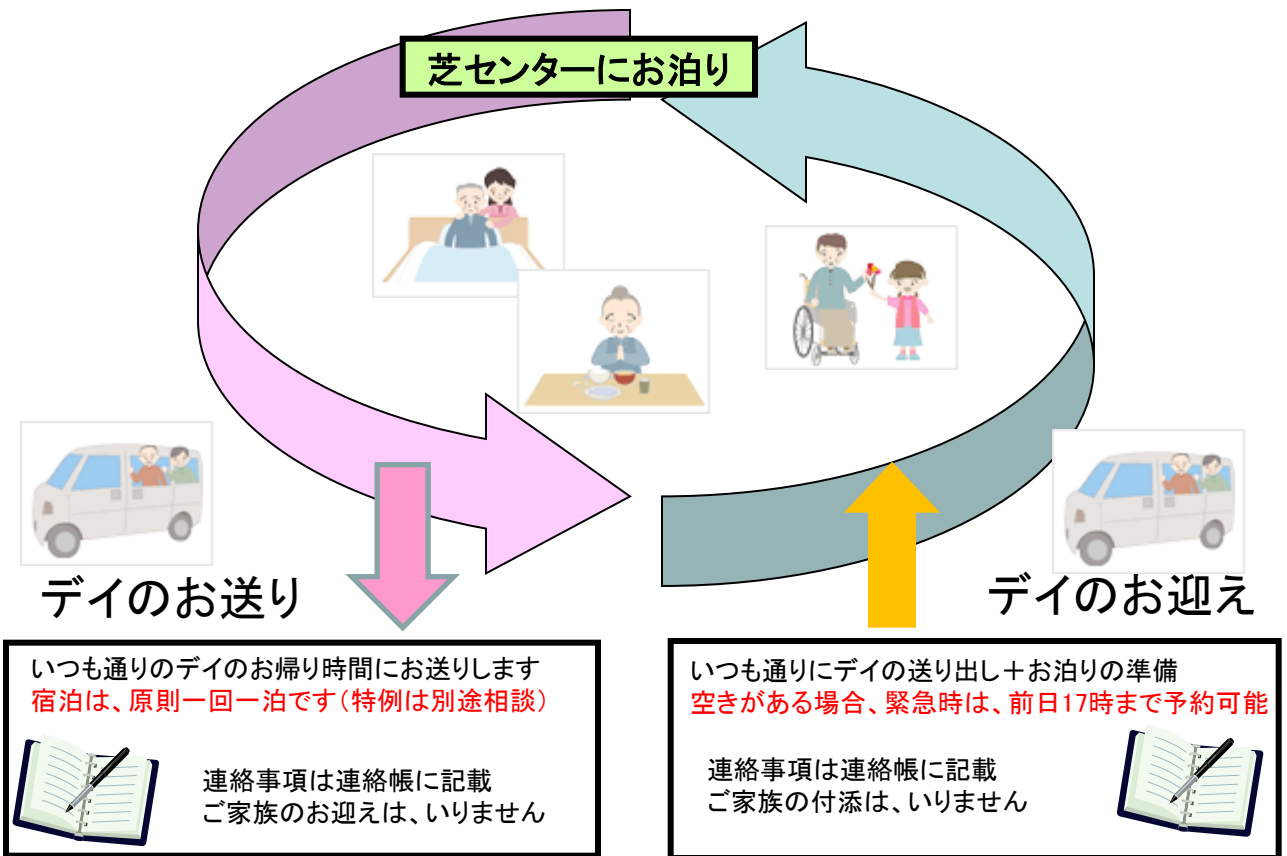 芝センターにお泊り
デイのお送り
デイのお迎え
いつも通りのデイのお帰り時間にお送りします
宿泊は、原則一回一泊です（特例は別途相談）
連絡事項は連絡帳に記載
ご家族のお迎えは、いりません
いつも通りにデイの送り出し＋お泊りの準備
空きがある場合、緊急時は、前日17時まで予約可能
連絡事項は連絡帳に記載
ご家族の付添は、いりません